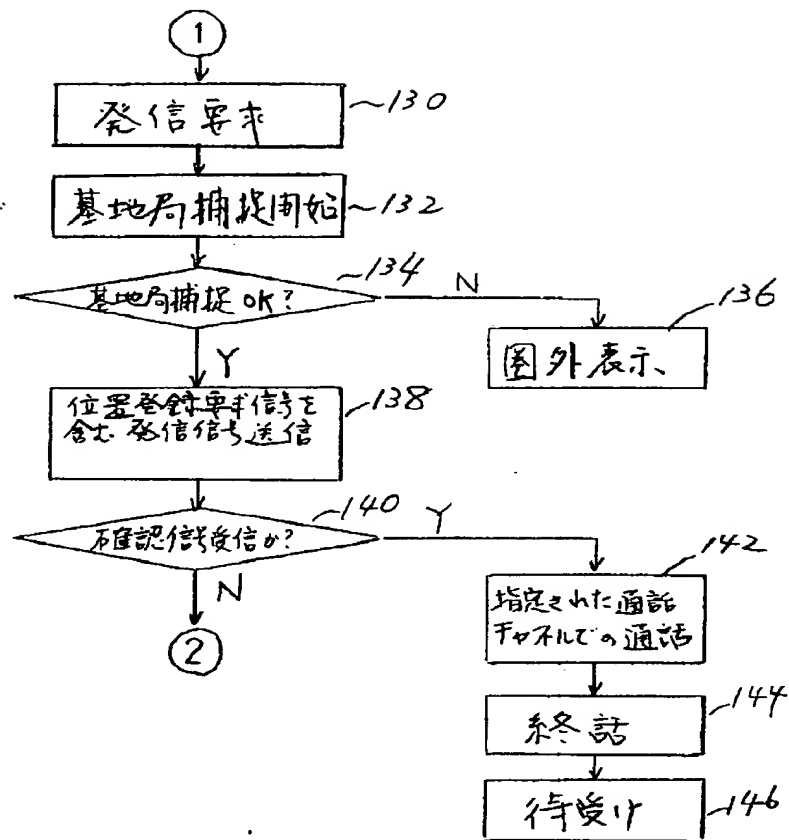 1
発信要求
~130
基地局捕捉開始
~132
基地局捕捉OK?
134
N
136
圏外表示
Y
位置登録要求信号を
含む発信信号送信
138
確認信号受信か?
140
Y
142
指定された通話
チャネルでの通話
N
2
終話
144
待受け
146